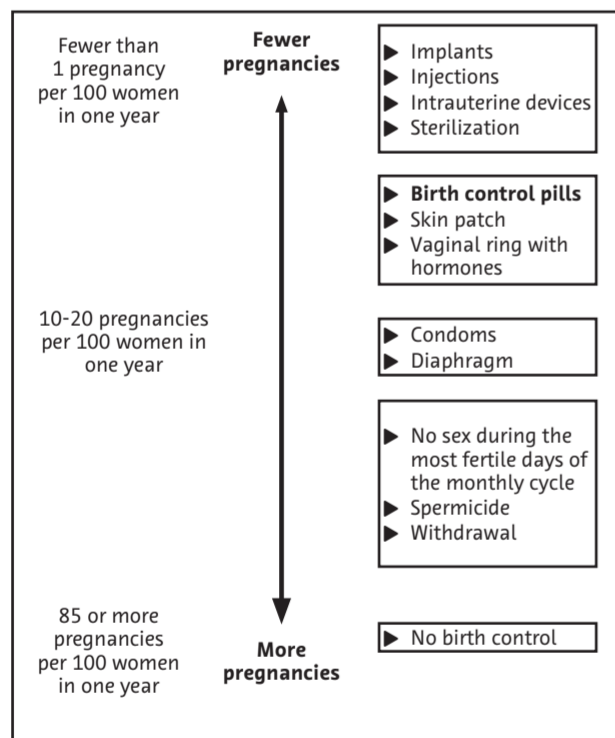 Fewer than
1 pregnancy
per 100 women
in one year
Fewer
pregnancies
▶ Implants
▶ Injections
▶ Intrauterine devices
▶ Sterilization
▶ Birth control pills
▶ Skin patch
▶ Vaginal ring with
hormones
10-20 pregnancies
per 100 women in
one year
▶ Condoms
▶ Diaphragm
▶ No sex during the
most fertile days of
the monthly cycle
▶ Spermicide
▶ Withdrawal
85 or more
pregnancies
per 100 women
in one year
More
pregnancies
▶ No birth control